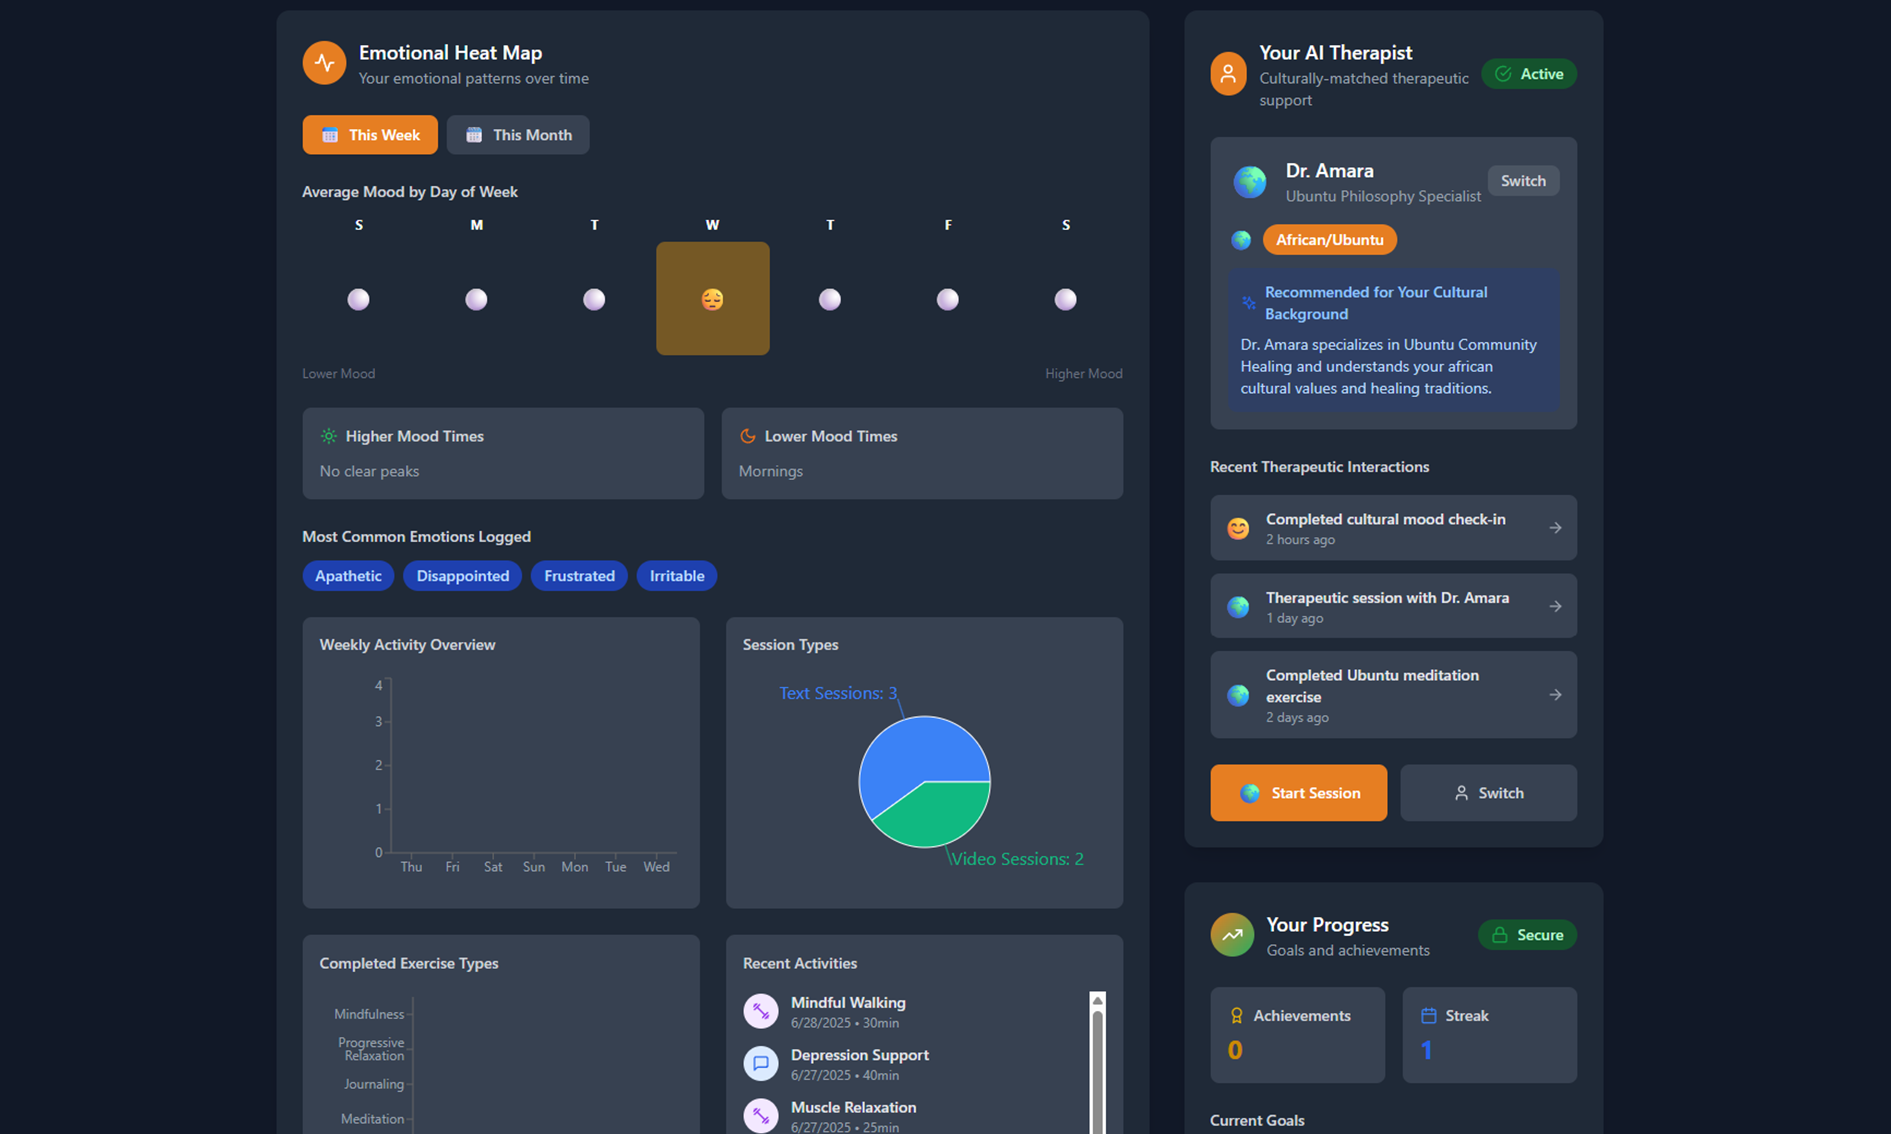 Emotional Heat Map
Your emotional patterns over time
This Week
This Month
Average Mood by Day of Week
S M T W T F S
Lower Mood
Higher Mood
Higher Mood Times
No clear peaks
Lower Mood Times
Mornings
Most Common Emotions Logged
Apathetic
Disappointed
Frustrated
Irritable
Weekly Activity Overview
4
3
2
1
0
Thu Fri Sat Sun Mon Tue Wed
Session Types
Text Sessions: 3
Video Sessions: 2
Completed Exercise Types
Mindfulness
Progressive
Relaxation
Journaling
Meditation
Recent Activities
Mindful Walking
6/28/2025 • 30min
Depression Support
6/27/2025 • 40min
Muscle Relaxation
6/27/2025 • 25min
Your AI Therapist
Culturally-matched therapeutic
support
Active
Dr. Amara
Ubuntu Philosophy Specialist
Switch
African/Ubuntu
Recommended for Your Cultural
Background
Dr. Amara specializes in Ubuntu Community
Healing and understands your african
cultural values and healing traditions.
Recent Therapeutic Interactions
Completed cultural mood check-in
2 hours ago
Therapeutic session with Dr. Amara
1 day ago
Completed Ubuntu meditation
exercise
2 days ago
Start Session
Switch
Your Progress
Goals and achievements
Secure
Achievements
0
Streak
1
Current Goals